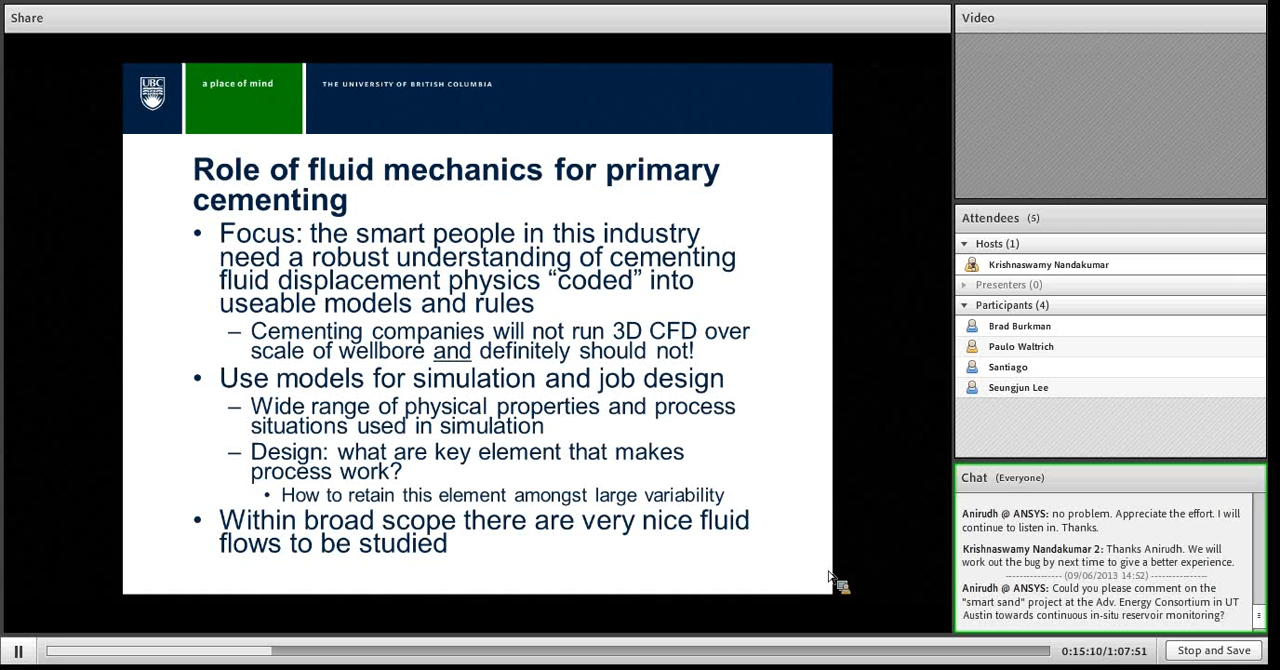 Share
UBC
a place of mind
THE UNIVERSITY OF BRITISH COLUMBIA
Role of fluid mechanics for primary
cementing
• Focus: the smart people in this industry
need a robust understanding of cementing
fluid displacement physics “coded” into
useable models and rules
– Cementing companies will not run 3D CFD over
scale of wellbore and definitely should not!
• Use models for simulation and job design
– Wide range of physical properties and process
situations used in simulation
– Design: what are key element that makes
process work?
• How to retain this element amongst large variability
• Within broad scope there are very nice fluid
flows to be studied
Video
Attendees (5)
Hosts (1)
Krishnaswamy Nandakumar
Presenters (0)
Participants (4)
Brad Burkman
Paulo Waltrich
Santiago
Seungjun Lee
Chat (Everyone)
Anirudh @ ANSYS: no problem. Appreciate the effort. I will
continue to listen in. Thanks.
Krishnaswamy Nandakumar 2: Thanks Anirudh. We will
work out the bug by next time to give a better experience.
---------------- (09/06/2013 14:52) ----------------
Anirudh @ ANSYS: Could you please comment on the
"smart sand" project at the Adv. Energy Consortium in UT
Austin towards continuous in-situ reservoir monitoring?
0:15:10/1:07:51
Stop and Save